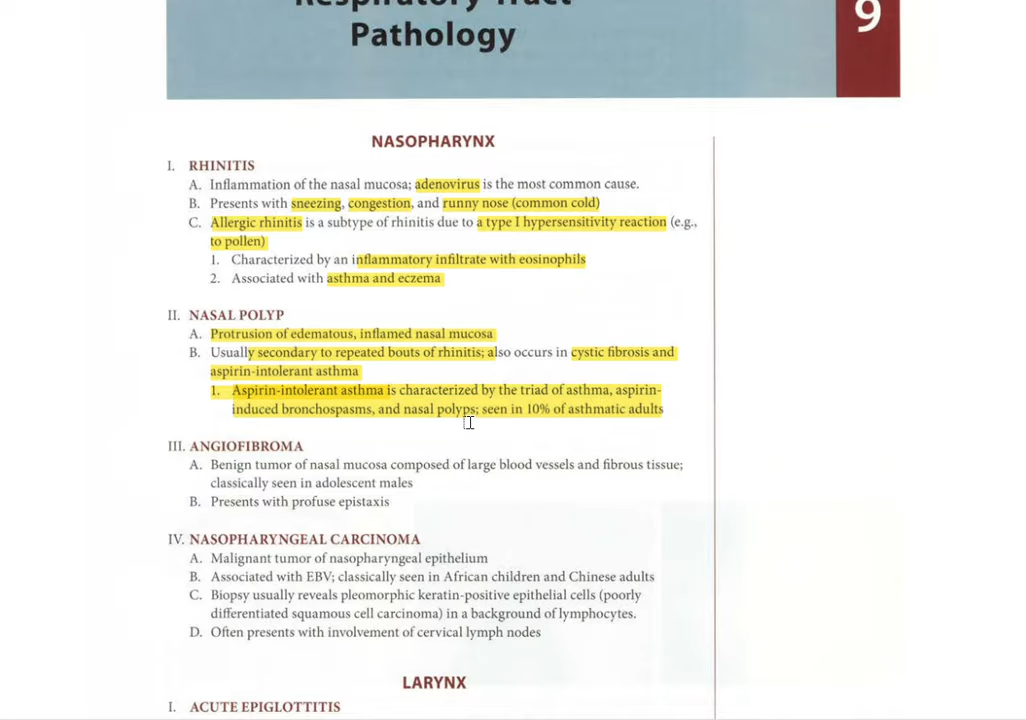 Respiratory Tract
Pathology
9
NASOPHARYNX
I. RHINITIS
A. Inflammation of the nasal mucosa; adenovirus is the most common cause.
B. Presents with sneezing, congestion, and runny nose (common cold)
C. Allergic rhinitis is a subtype of rhinitis due to a type I hypersensitivity reaction (e.g.,
to pollen)
1. Characterized by an inflammatory infiltrate with eosinophils
2. Associated with asthma and eczema
II. NASAL POLYP
A. Protrusion of edematous, inflamed nasal mucosa
B. Usually secondary to repeated bouts of rhinitis; also occurs in cystic fibrosis and
aspirin-intolerant asthma
1. Aspirin-intolerant asthma is characterized by the triad of asthma, aspirin-
induced bronchospasms, and nasal polyps; seen in 10% of asthmatic adults
III. ANGIOFIBROMA
A. Benign tumor of nasal mucosa composed of large blood vessels and fibrous tissue;
classically seen in adolescent males
B. Presents with profuse epistaxis
IV. NASOPHARYNGEAL CARCINOMA
A. Malignant tumor of nasopharyngeal epithelium
B. Associated with EBV; classically seen in African children and Chinese adults
C. Biopsy usually reveals pleomorphic keratin-positive epithelial cells (poorly
differentiated squamous cell carcinoma) in a background of lymphocytes.
D. Often presents with involvement of cervical lymph nodes
LARYNX
I. ACUTE EPIGLOTTITIS